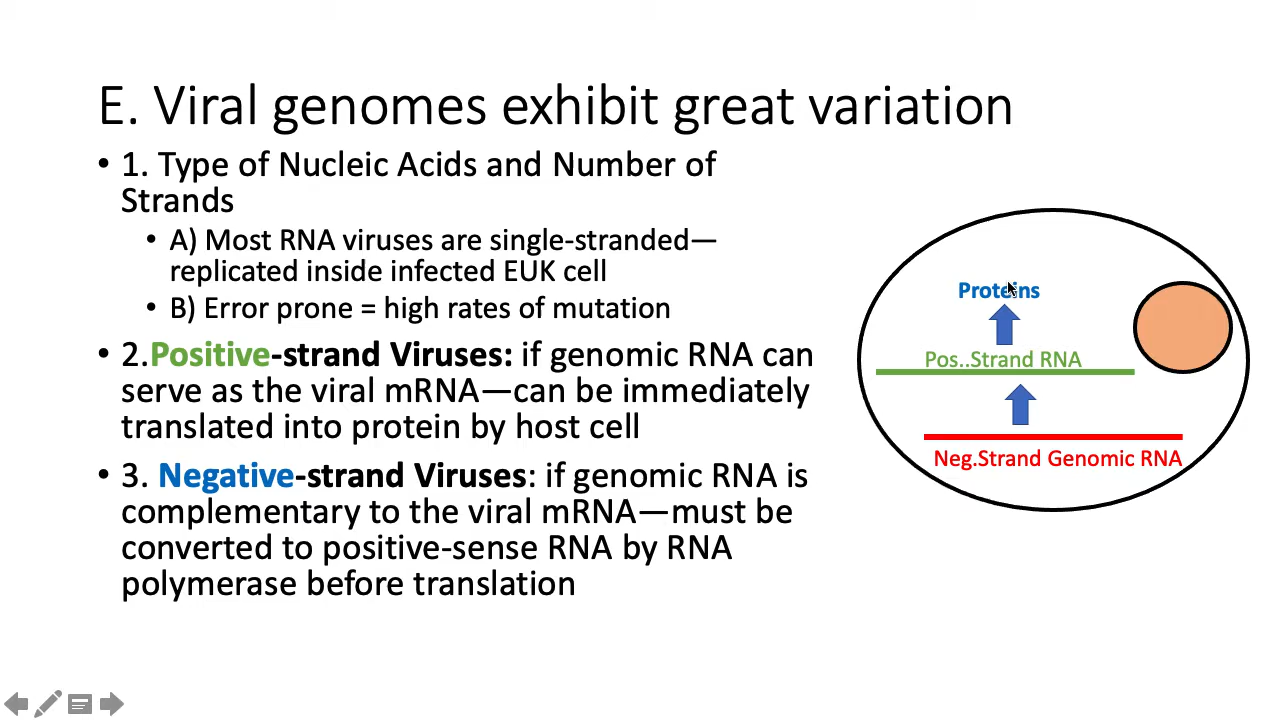 E. Viral genomes exhibit great variation
• 1. Type of Nucleic Acids and Number of
Strands
• A) Most RNA viruses are single-stranded—
replicated inside infected EUK cell
• B) Error prone = high rates of mutation
• 2.Positive-strand Viruses: if genomic RNA can
serve as the viral mRNA—can be immediately
translated into protein by host cell
• 3. Negative-strand Viruses: if genomic RNA is
complementary to the viral mRNA—must be
converted to positive-sense RNA by RNA
polymerase before translation
Proteins
Pos..Strand RNA
Neg.Strand Genomic RNA